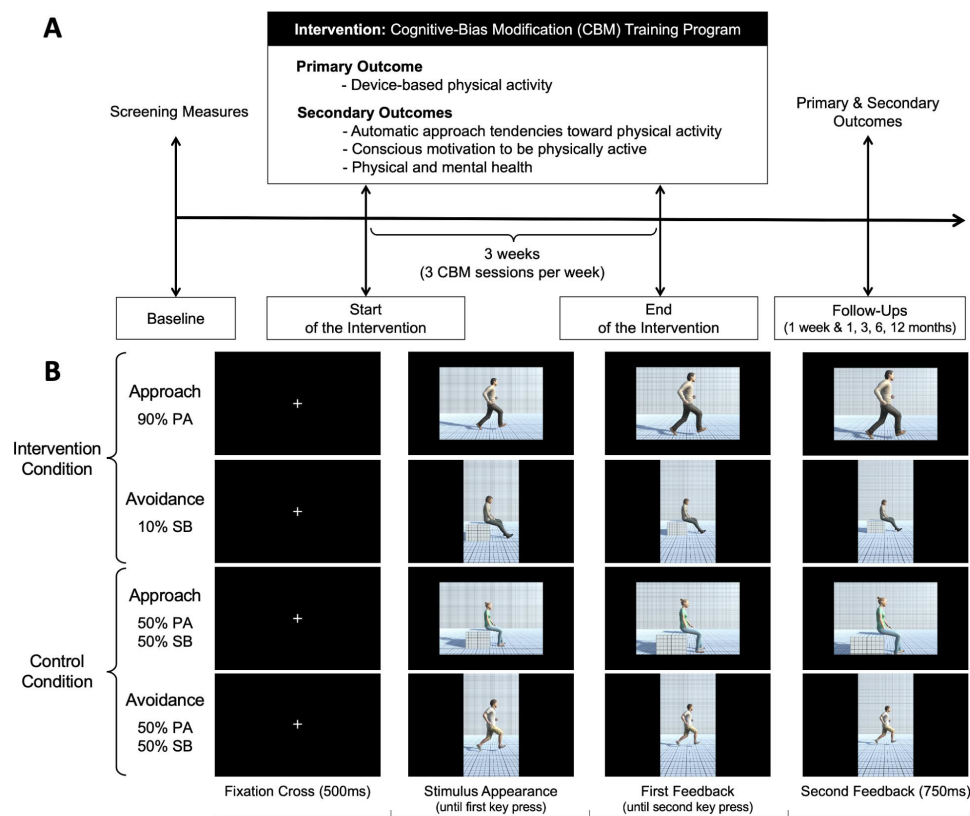 A
Intervention: Cognitive-Bias Modification (CBM) Training Program
Primary Outcome
- Device-based physical activity
Secondary Outcomes
- Automatic approach tendencies toward physical activity
- Conscious motivation to be physically active
- Physical and mental health
Screening Measures
Primary & Secondary
Outcomes
3 weeks
(3 CBM sessions per week)
Baseline
Start
of the Intervention
End
of the Intervention
Follow-Ups
(1 week & 1, 3, 6, 12 months)
B
Intervention
Condition
Approach
90% PA
Avoidance
10% SB
Control
Condition
Approach
50% PA
50% SB
Avoidance
50% PA
50% SB
Fixation Cross (500ms)
Stimulus Appearance
(until first key press)
First Feedback
(until second key press)
Second Feedback (750ms)